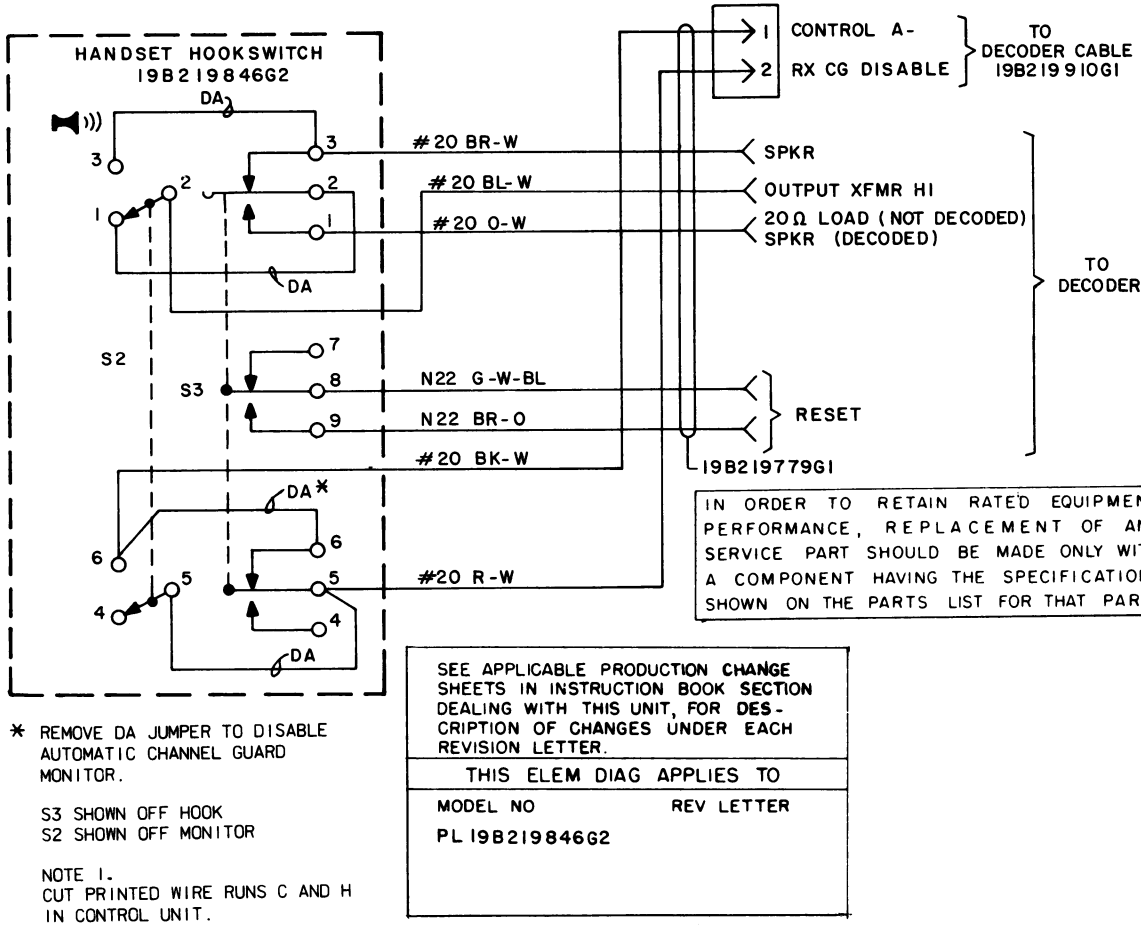 HANDSET HOOKSWITCH
19B219846G2
DA
3
3
2
2
1
1
DA
S2
7
S3
8
9
DA*
6
6
5
5
4
4
DA
#20 BR-W
#20 BL-W
#20 O-W
N22 G-W-BL
N22 BR-O
#20 BK-W
#20 R-W
1 CONTROL A-
2 RX CG DISABLE
TO
DECODER CABLE
19B219910G1
SPKR
OUTPUT XFMR HI
20Ω LOAD (NOT DECODED)
SPKR (DECODED)
TO
DECODER
RESET
19B219779G1
IN ORDER TO RETAIN RATED EQUIPMEN
PERFORMANCE, REPLACEMENT OF AN
SERVICE PART SHOULD BE MADE ONLY WIT
A COMPONENT HAVING THE SPECIFICATION
SHOWN ON THE PARTS LIST FOR THAT PAR
SEE APPLICABLE PRODUCTION CHANGE
SHEETS IN INSTRUCTION BOOK SECTION
DEALING WITH THIS UNIT, FOR DES-
CRIPTION OF CHANGES UNDER EACH
REVISION LETTER.
THIS ELEM DIAG APPLIES TO
MODEL NO REV LETTER
PL19B219846G2
* REMOVE DA JUMPER TO DISABLE
AUTOMATIC CHANNEL GUARD
MONITOR.
S3 SHOWN OFF HOOK
S2 SHOWN OFF MONITOR
NOTE 1.
CUT PRINTED WIRE RUNS C AND H
IN CONTROL UNIT.